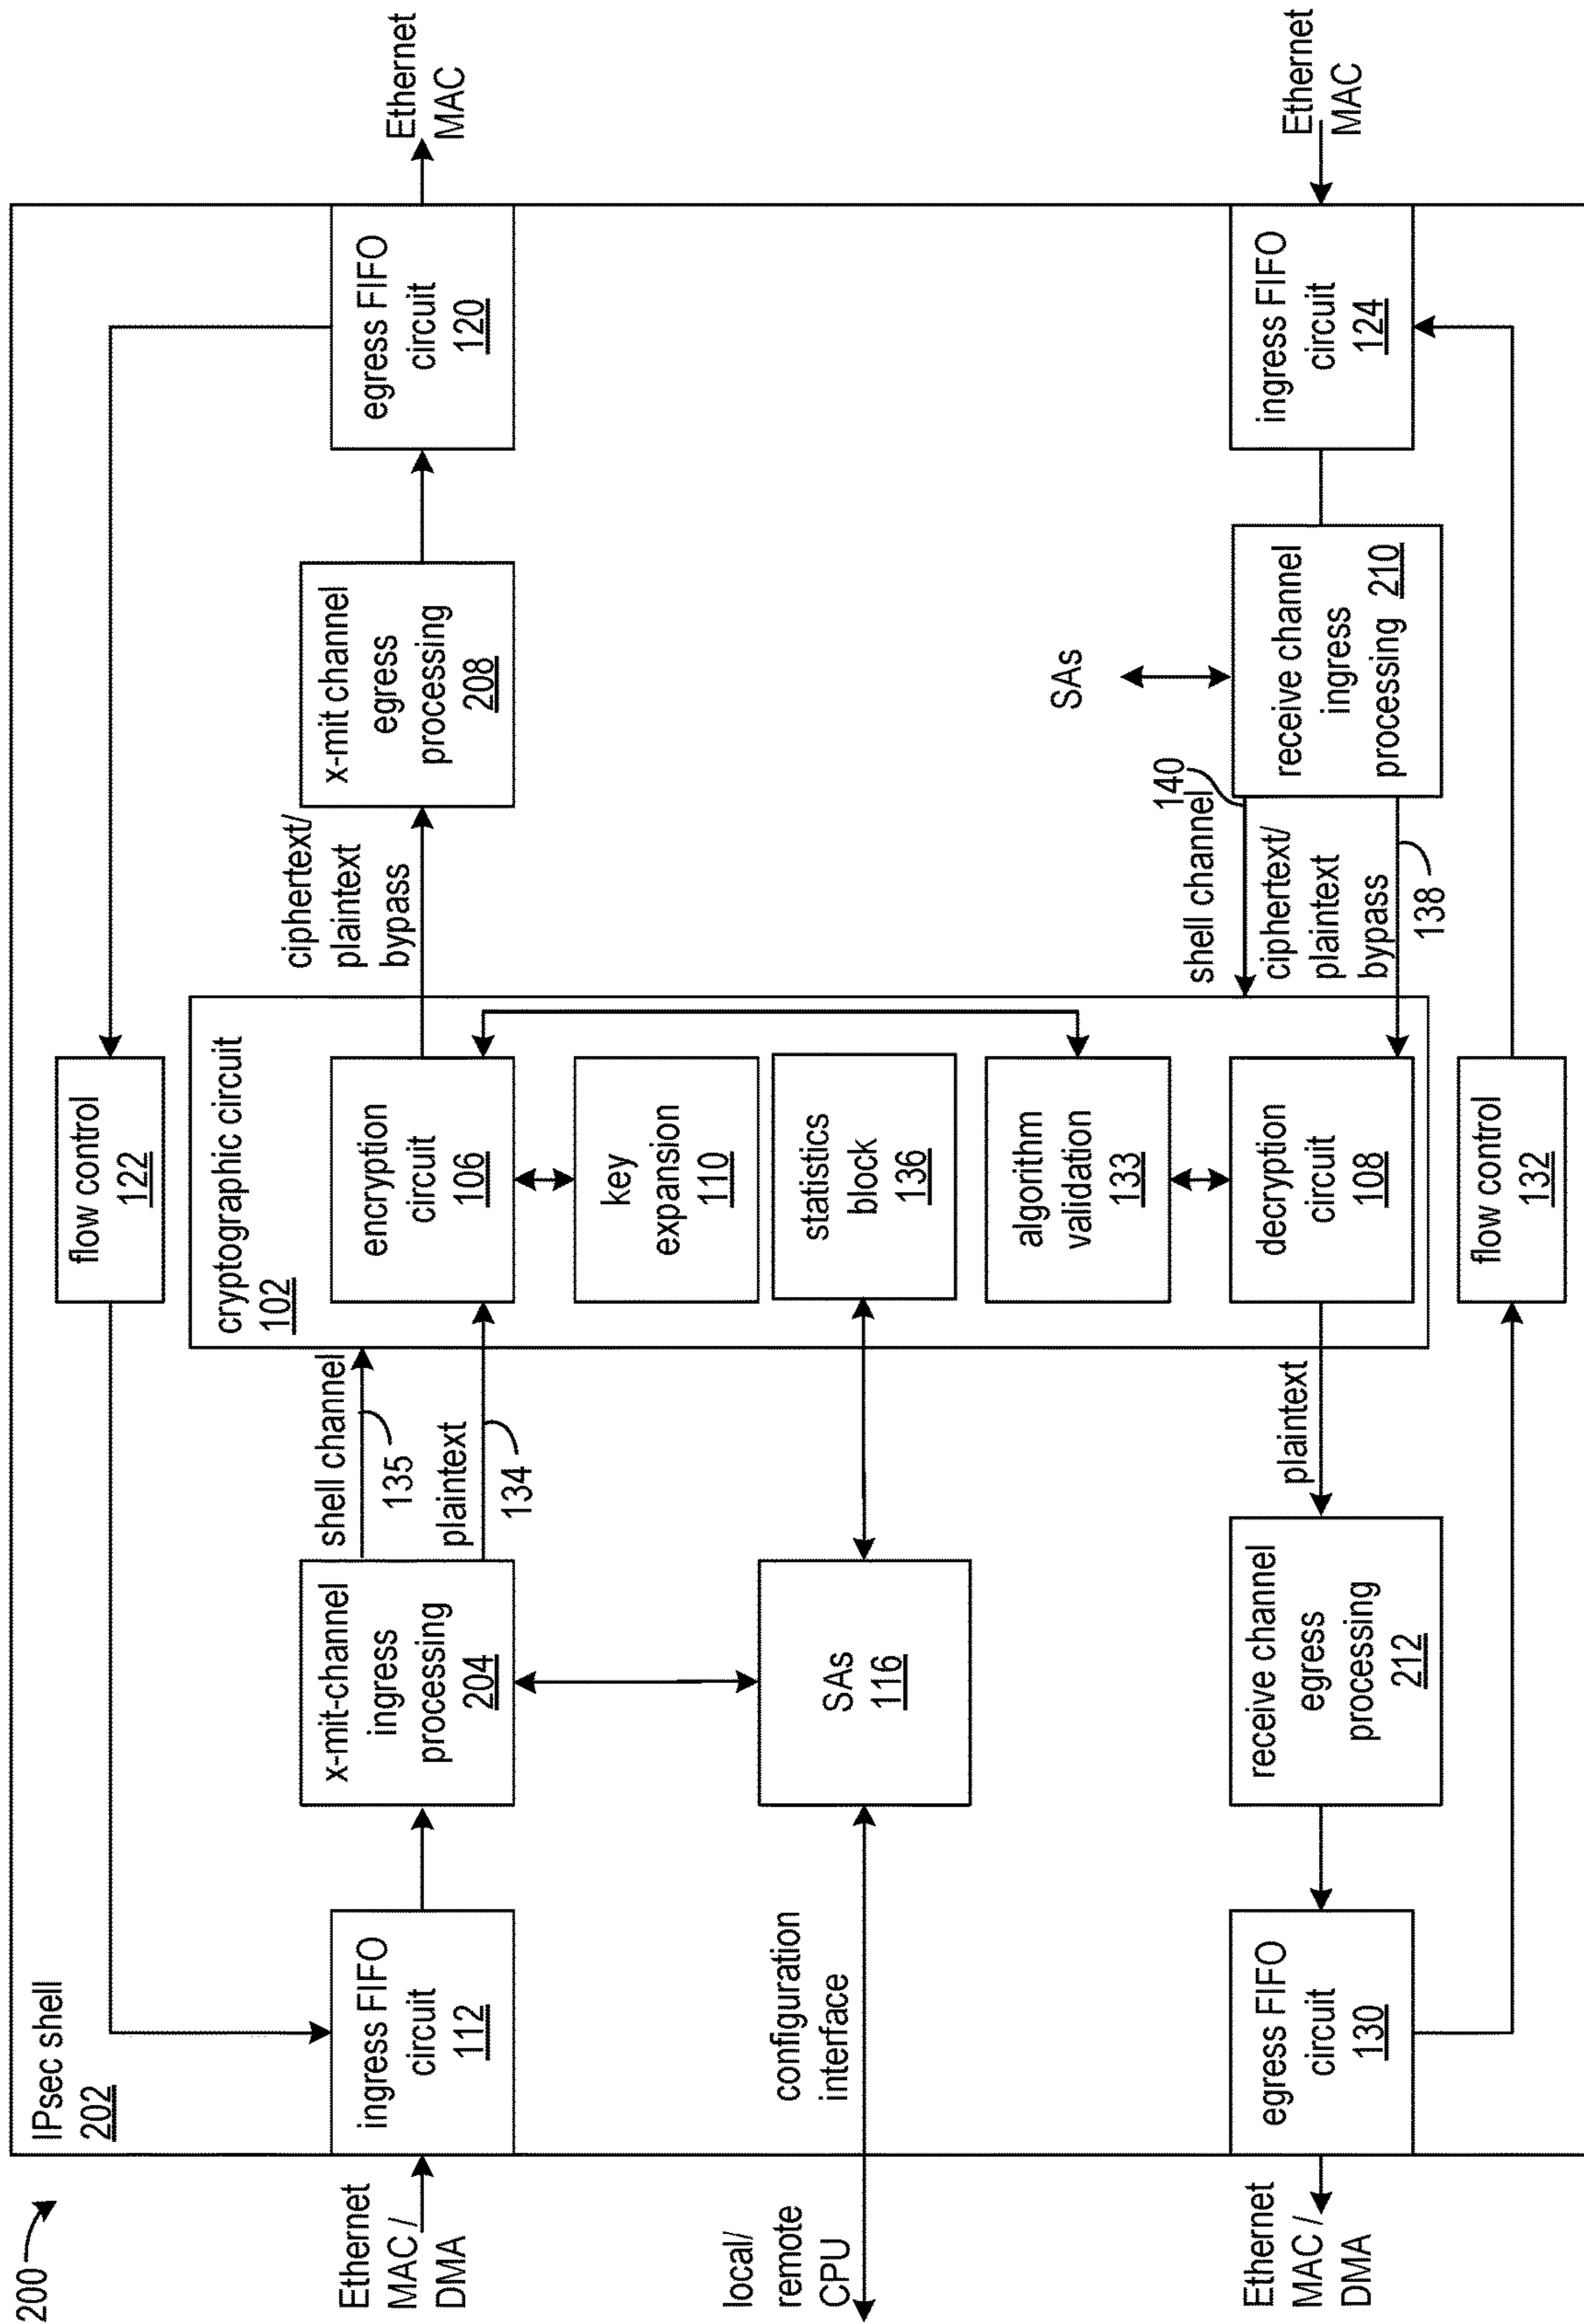 200
IPsec shell
202
Ethernet
MAC /
DMA
ingress FIFO
circuit
112
x-mit-channel
ingress
processing
204
shell channel
135
plaintext
134
flow control
122
cryptographic circuit
102
encryption
circuit
106
key
expansion
110
statistics
block
136
algorithm
validation
133
decryption
circuit
108
ciphertext/
plaintext
bypass
x-mit channel
egress
processing
208
egress FIFO
circuit
120
Ethernet
MAC
local/
remote
CPU
configuration
interface
SAs
116
Ethernet
MAC /
DMA
egress FIFO
circuit
130
receive channel
egress
processing
212
plaintext
flow control
132
shell channel
140
ciphertext/
plaintext
bypass
138
SAs
receive channel
ingress
processing 210
ingress FIFO
circuit
124
Ethernet
MAC